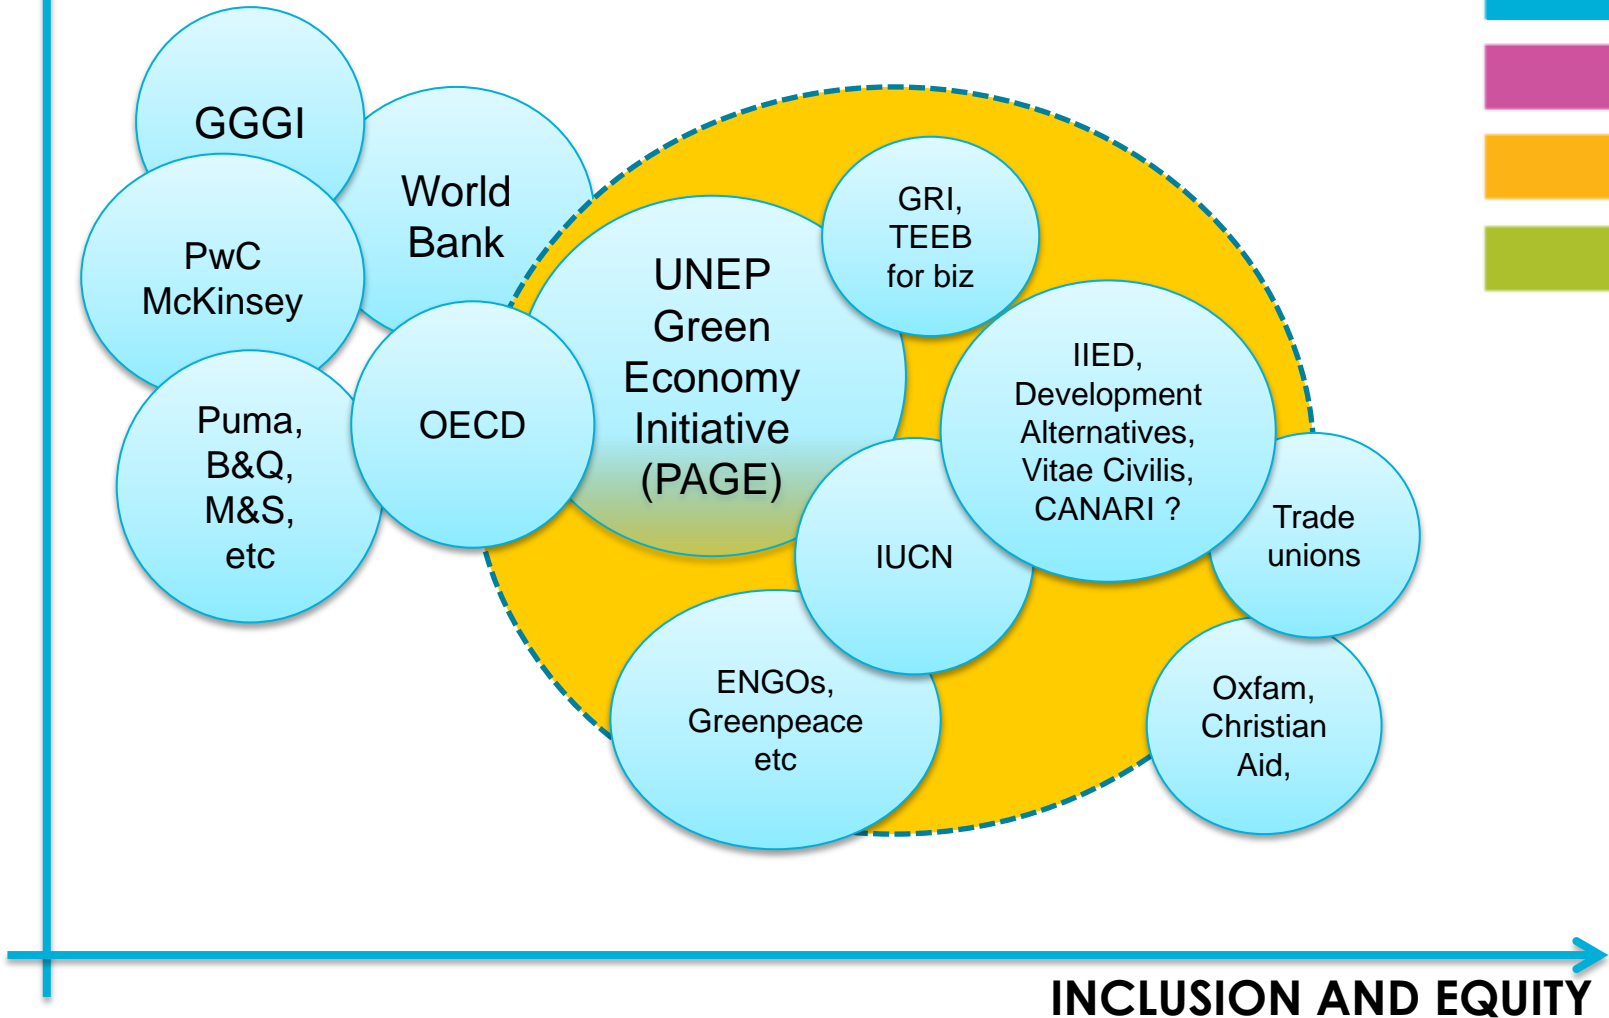 GGGI
World
Bank
PwC
McKinsey
Puma,
B&Q,
M&S,
etc
OECD
UNEP
Green
Economy
Initiative
(PAGE)
GRI,
TEEB
for biz
IIED,
Development
Alternatives,
Vitae Civilis,
CANARI ?
IUCN
Trade
unions
ENGOs,
Greenpeace
etc
Oxfam,
Christian
Aid,
INCLUSION AND EQUITY